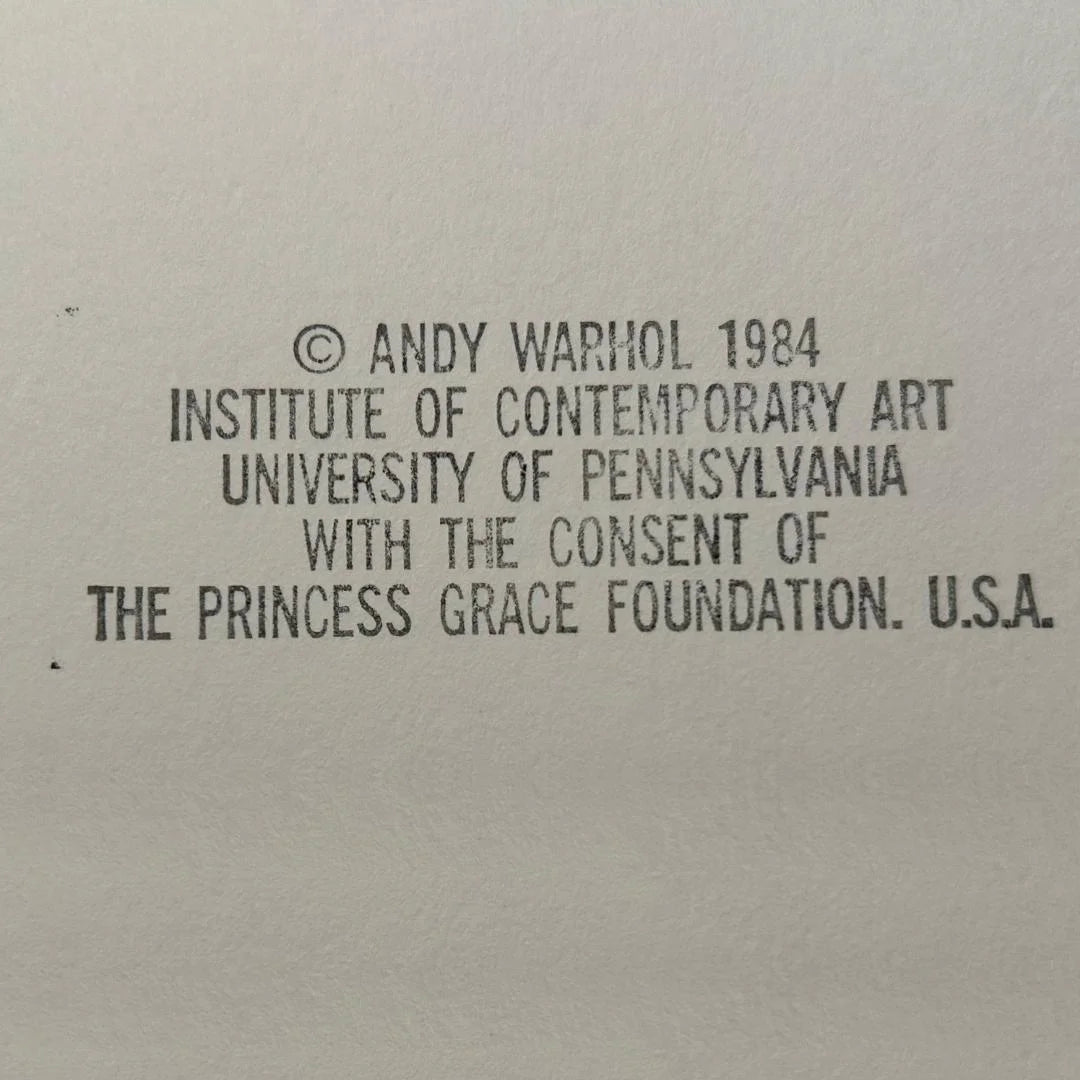 © ANDY WARHOL 1984
INSTITUTE OF CONTEMPORARY ART
UNIVERSITY OF PENNSYLVANIA
WITH THE CONSENT OF
THE PRINCESS GRACE FOUNDATION. U.S.A.